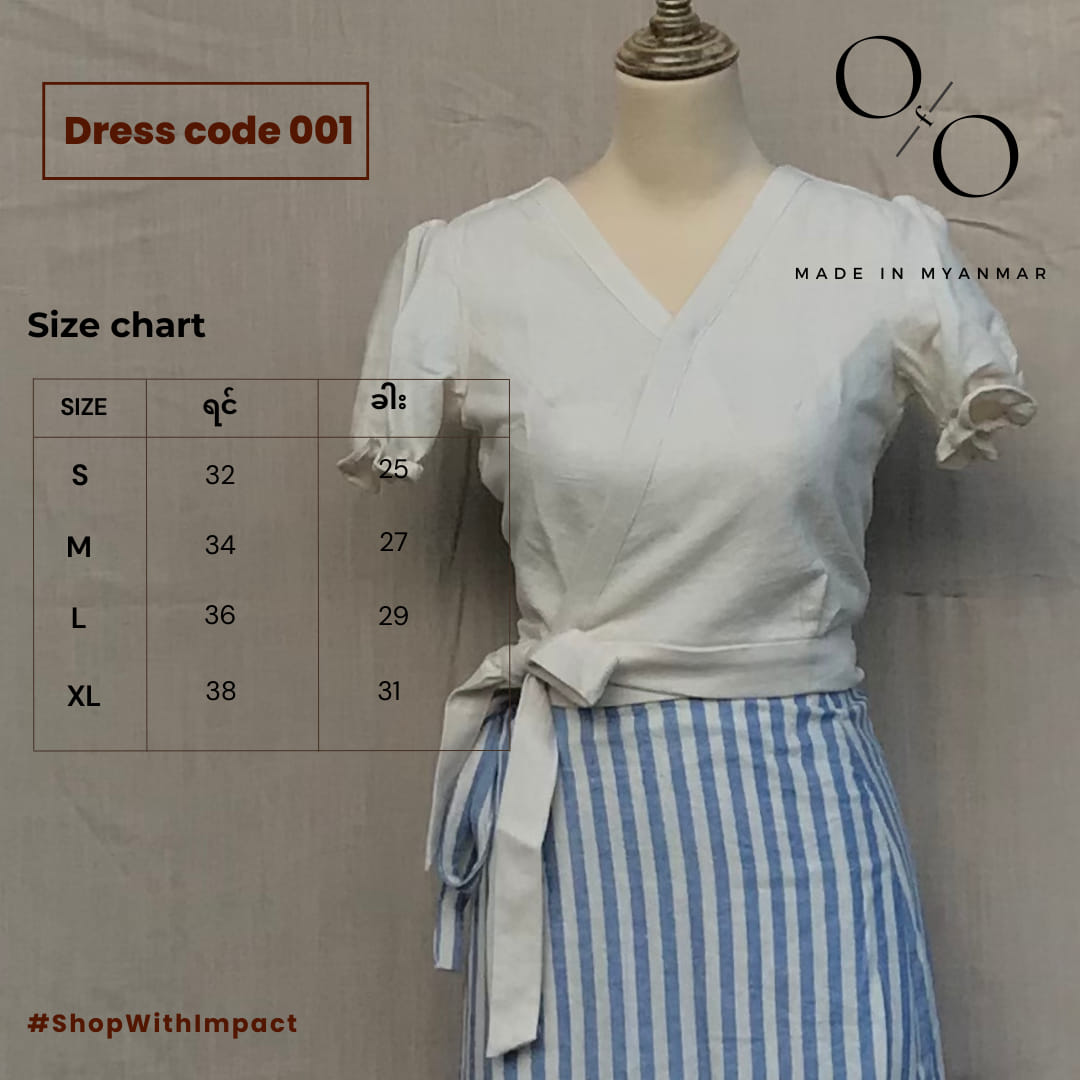 Dress code 001
O f O
MADE IN MYANMAR
Size chart
SIZE ရင် ခါး
S 32 25
M 34 27
L 36 29
XL 38 31
#ShopWithImpact